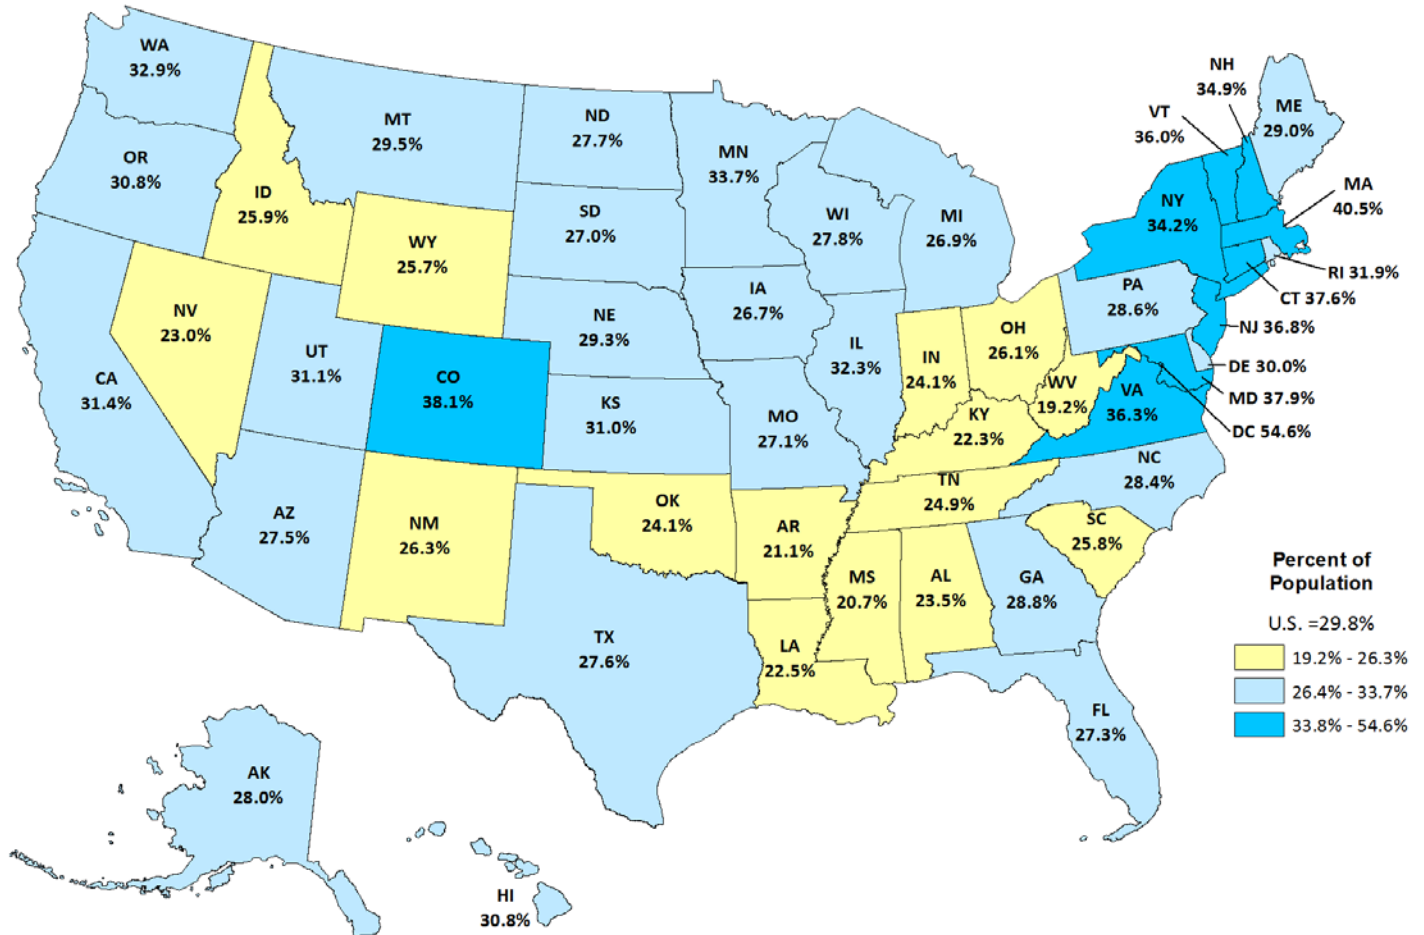 WA
32.9%
MT
29.5%
ND
27.7%
MN
33.7%
NH
34.9%
VT
36.0%
ME
29.0%
OR
30.8%
ID
25.9%
SD
27.0%
WI
27.8%
MI
26.9%
NY
34.2%
MA
40.5%
WY
25.7%
RI 31.9%
NV
23.0%
IA
26.7%
PA
28.6%
CT 37.6%
NE
29.3%
OH
26.1%
NJ 36.8%
UT
31.1%
IL
32.3%
IN
24.1%
DE 30.0%
CA
31.4%
CO
38.1%
WV
19.2%
VA
36.3%
MD 37.9%
KS
31.0%
MO
27.1%
KY
22.3%
DC 54.6%
NC
28.4%
TN
24.9%
AZ
27.5%
NM
26.3%
OK
24.1%
AR
21.1%
SC
25.8%
MS
20.7%
AL
23.5%
GA
28.8%
TX
27.6%
LA
22.5%
FL
27.3%
AK
28.0%
HI
30.8%
Percent of
Population
U.S. =29.8%
19.2% - 26.3%
26.4% - 33.7%
33.8% - 54.6%